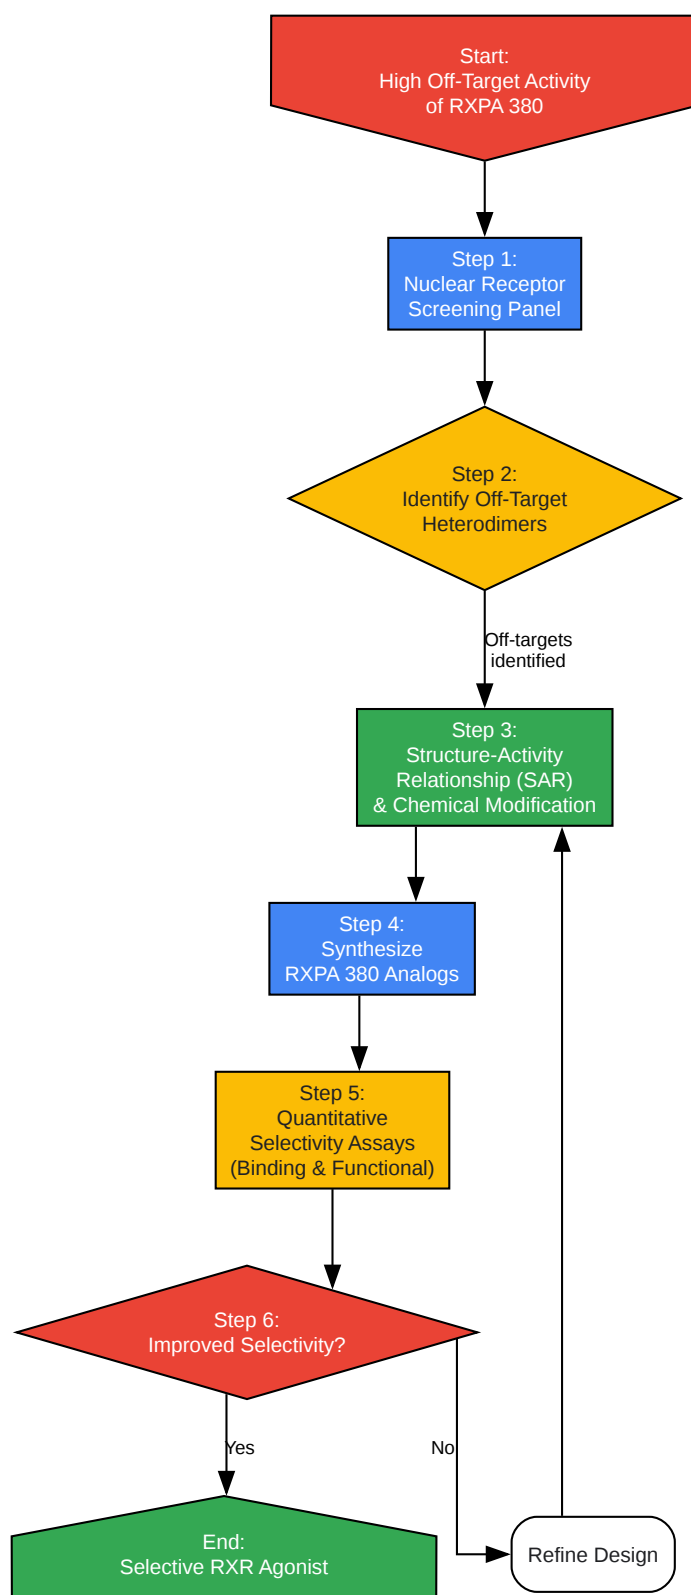 Start:
High Off-Target Activity
of RXPA 380
Step 1:
Nuclear Receptor
Screening Panel
Step 2:
Identify Off-Target
Heterodimers
Off-targets
identified
Step 3:
Structure-Activity
Relationship (SAR)
& Chemical Modification
Step 4:
Synthesize
RXPA 380 Analogs
Step 5:
Quantitative
Selectivity Assays
(Binding & Functional)
Step 6:
Improved Selectivity?
Yes
No
End:
Selective RXR Agonist
Refine Design